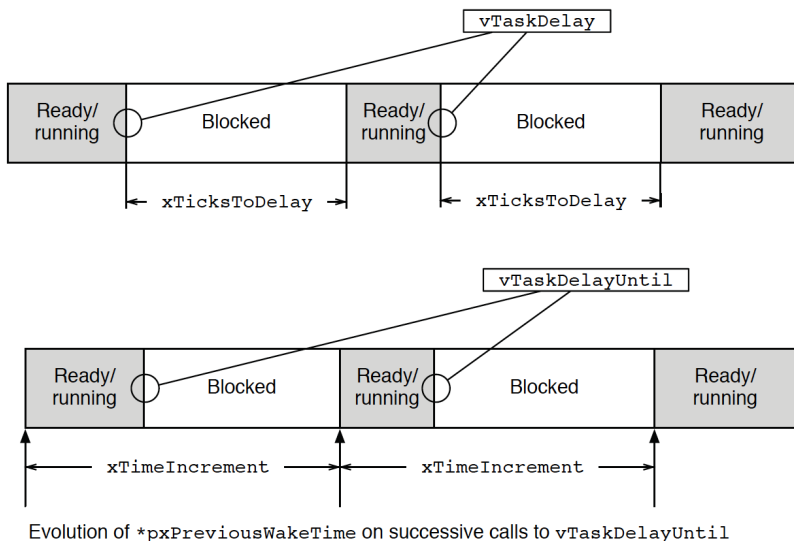 vTaskDelay
Ready/
running
Blocked
Ready/
running
Blocked
Ready/
running
xTicksToDelay
xTicksToDelay
vTaskDelayUntil
Ready/
running
Blocked
Ready/
running
Blocked
Ready/
running
xTimeIncrement
xTimeIncrement
Evolution of *pxPreviousWakeTime on successive calls to vTaskDelayUntil